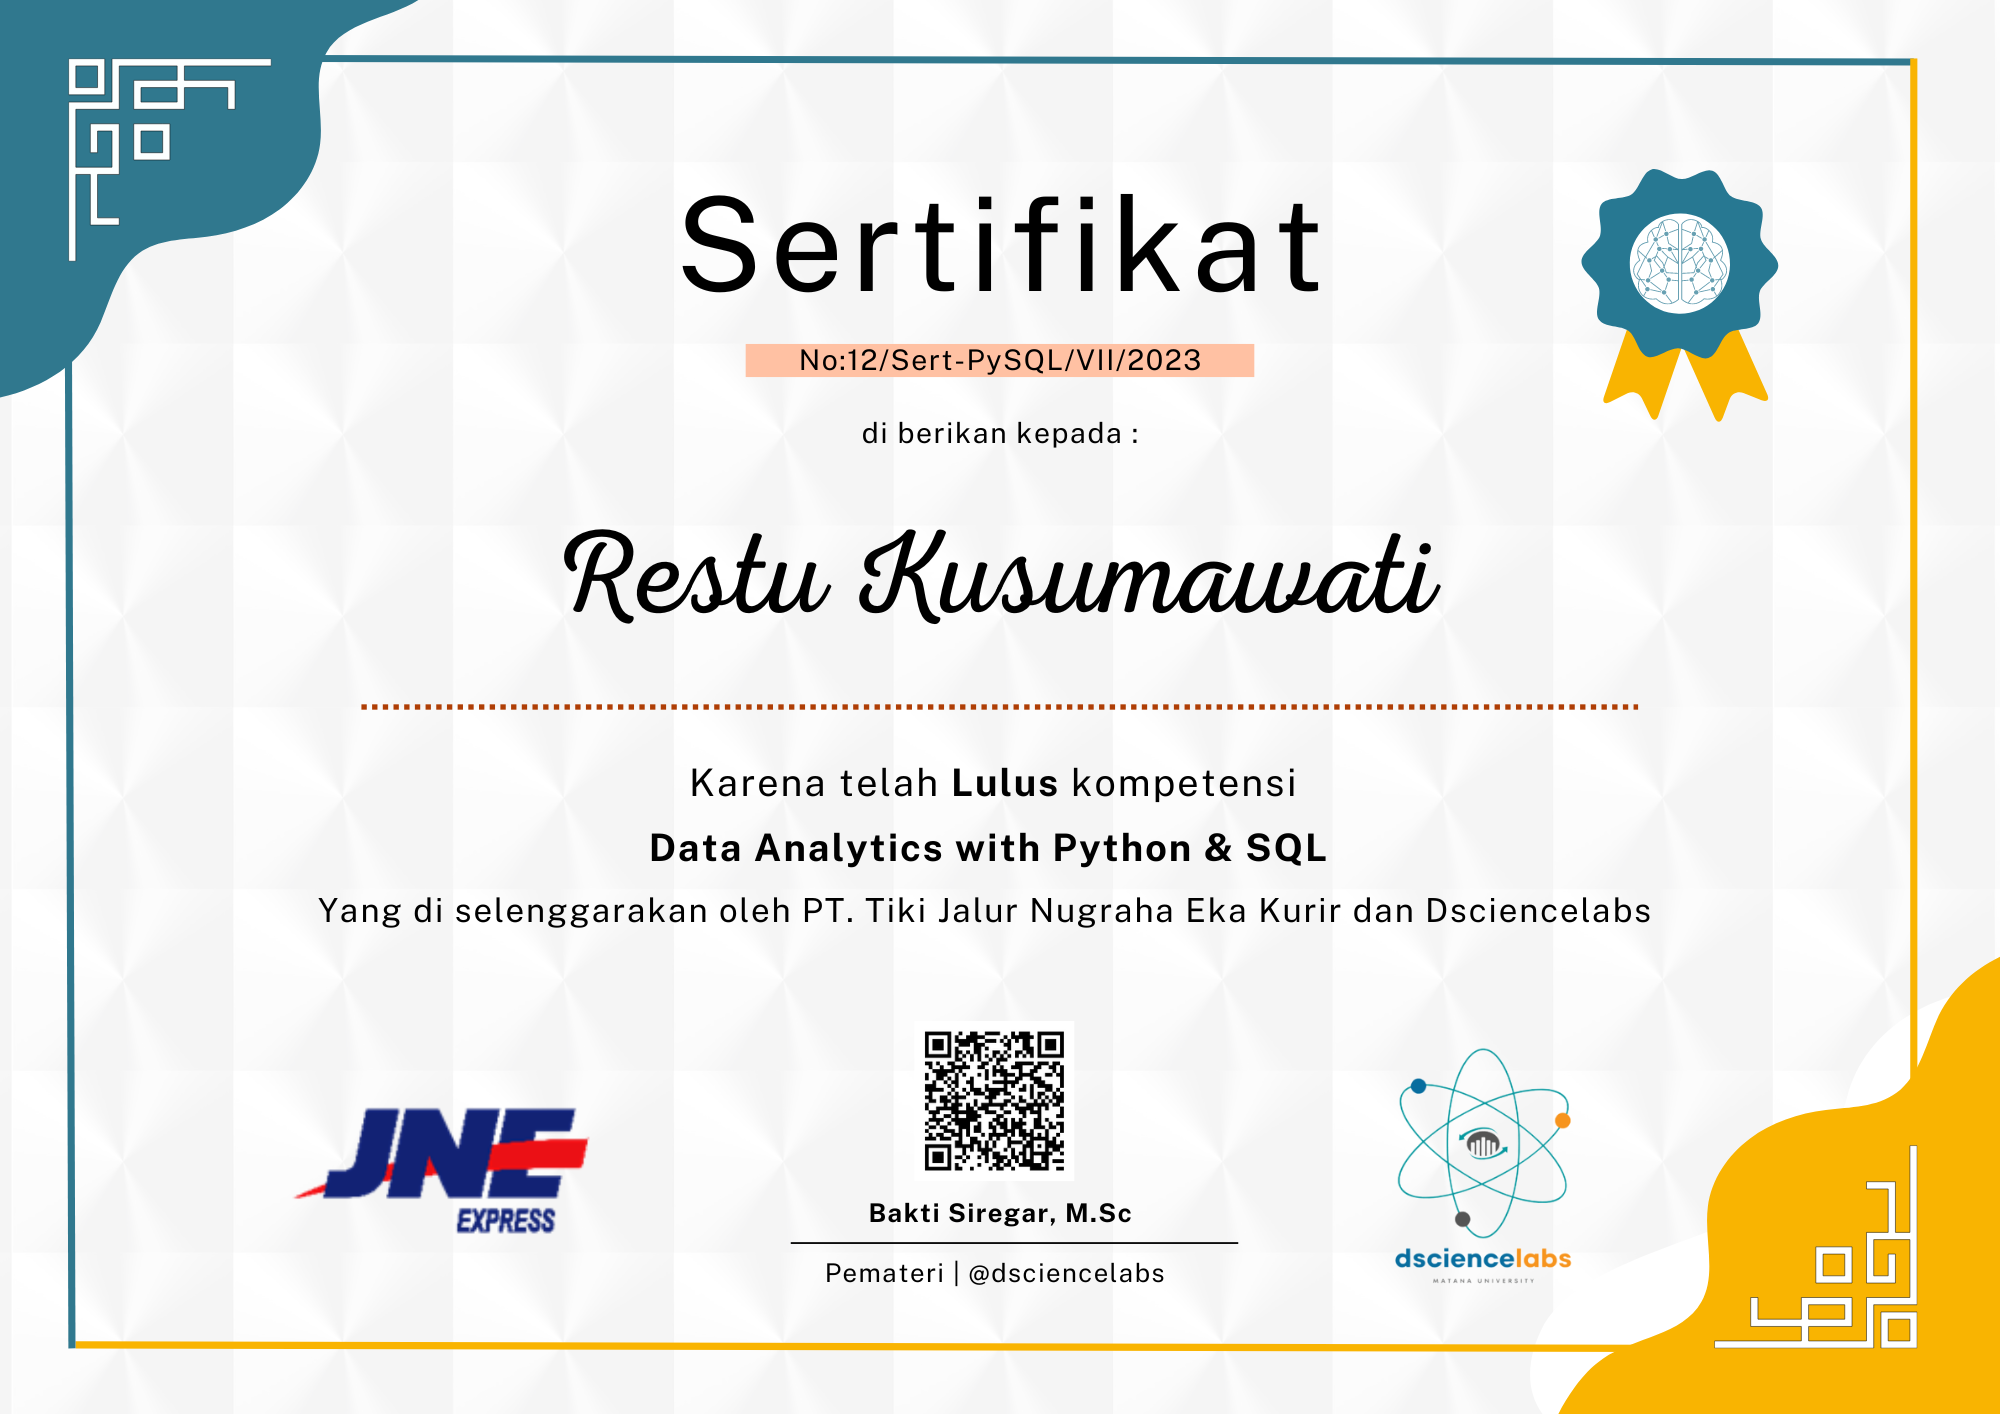 Sertifikat
No:12/Sert-PySQL/VII/2023
di berikan kepada :
Restu Kusumawati
Karena telah Lulus kompetensi
Data Analytics with Python & SQL
Yang di selenggarakan oleh PT. Tiki Jalur Nugraha Eka Kurir dan Dsciencelabs
JNE
EXPRESS
Bakti Siregar, M.Sc
Pemateri | @dsciencelabs
dsciencelabs
MATANA UNIVERSITY